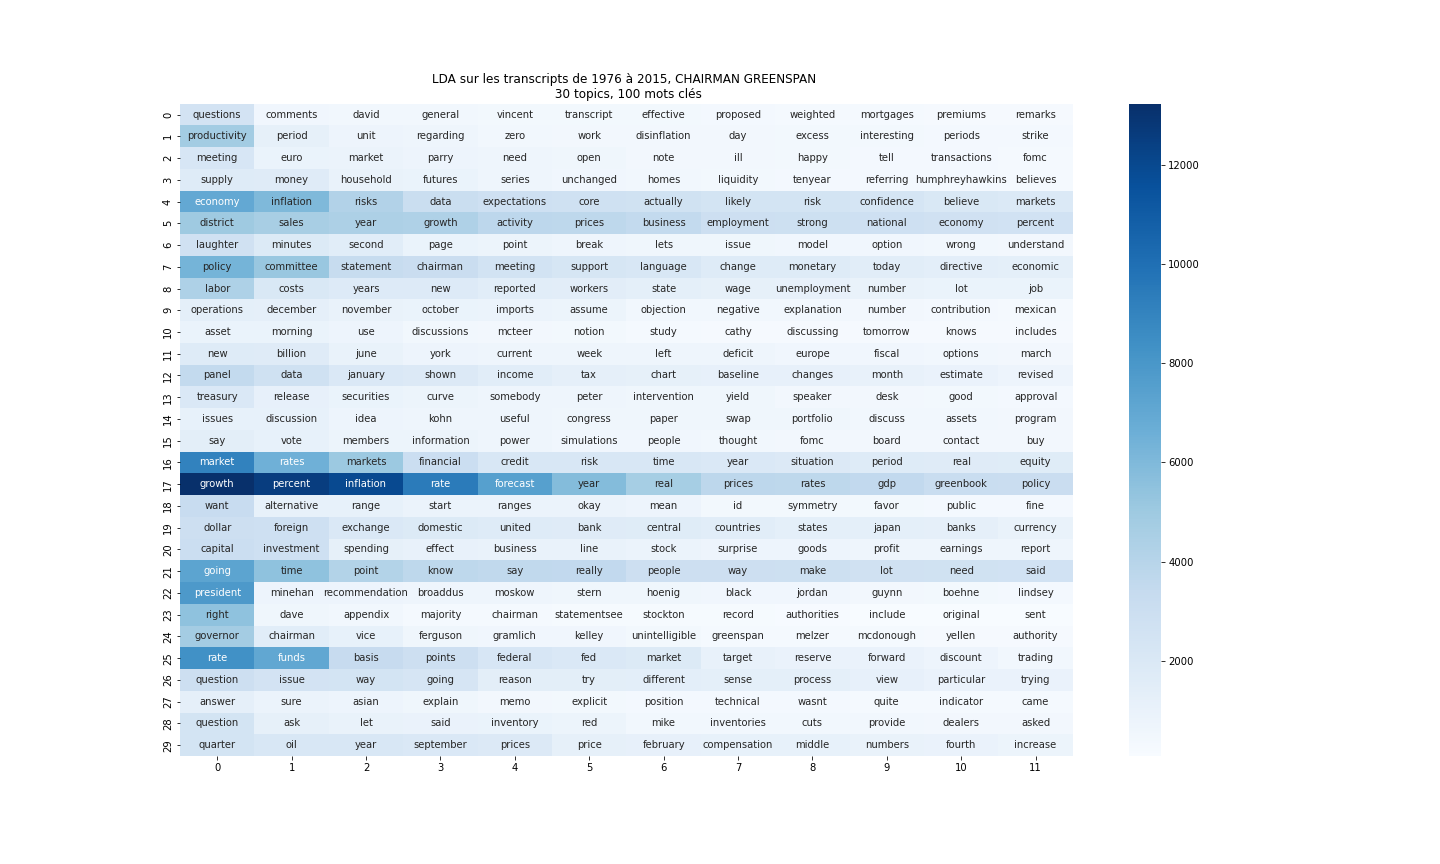 LDA sur les transcripts de 1976 à 2015, CHAIRMAN GREENSPAN
30 topics, 100 mots clés
0 questions comments david general vincent transcript effective proposed weighted mortgages premiums remarks
1 productivity period unit regarding zero work disinflation day excess interesting periods strike
2 meeting euro market parry need open note ill happy tell transactions fomc
3 supply money household futures series unchanged homes liquidity tenyear referring humphreyhawkins believes
4 economy inflation risks data expectations core actually likely risk confidence believe markets
5 district sales year growth activity prices business employment strong national economy percent
6 laughter minutes second page point break lets issue model option wrong understand
7 policy committee statement chairman meeting support language change monetary today directive economic
8 labor costs years new reported workers state wage unemployment number lot job
9 operations december november october imports assume objection negative explanation number contribution mexican
10 asset morning use discussions mcteer notion study cathy discussing tomorrow knows includes
11 new billion june york current week left deficit europe fiscal options march
12 panel data january shown income tax chart baseline changes month estimate revised
13 treasury release securities curve somebody peter intervention yield speaker desk good approval
14 issues discussion idea kohn useful congress paper swap portfolio discuss assets program
15 say vote members information power simulations people thought fomc board contact buy
16 market rates markets financial credit risk time year situation period real equity
17 growth percent inflation rate forecast year real prices rates gdp greenbook policy
18 want alternative range start ranges okay mean id symmetry favor public fine
19 dollar foreign exchange domestic united bank central countries states japan banks currency
20 capital investment spending effect business line stock surprise goods profit earnings report
21 going time point know say really people way make lot need said
22 president minehan recommendation broaddus moskow stern hoenig black jordan guynn boehne lindsey
23 right dave appendix majority chairman statementsee stockton record authorities include original sent
24 governor chairman vice ferguson gramlich kelley unintelligible greenspan melzer mcdonough yellen authority
25 rate funds basis points federal fed market target reserve forward discount trading
26 question issue way going reason try different sense process view particular trying
27 answer sure asian explain memo explicit position technical wasnt quite indicator came
28 question ask let said inventory red mike inventories cuts provide dealers asked
29 quarter oil year september prices price february compensation middle numbers fourth increase
0 1 2 3 4 5 6 7 8 9 10 11
12000
10000
8000
6000
4000
2000